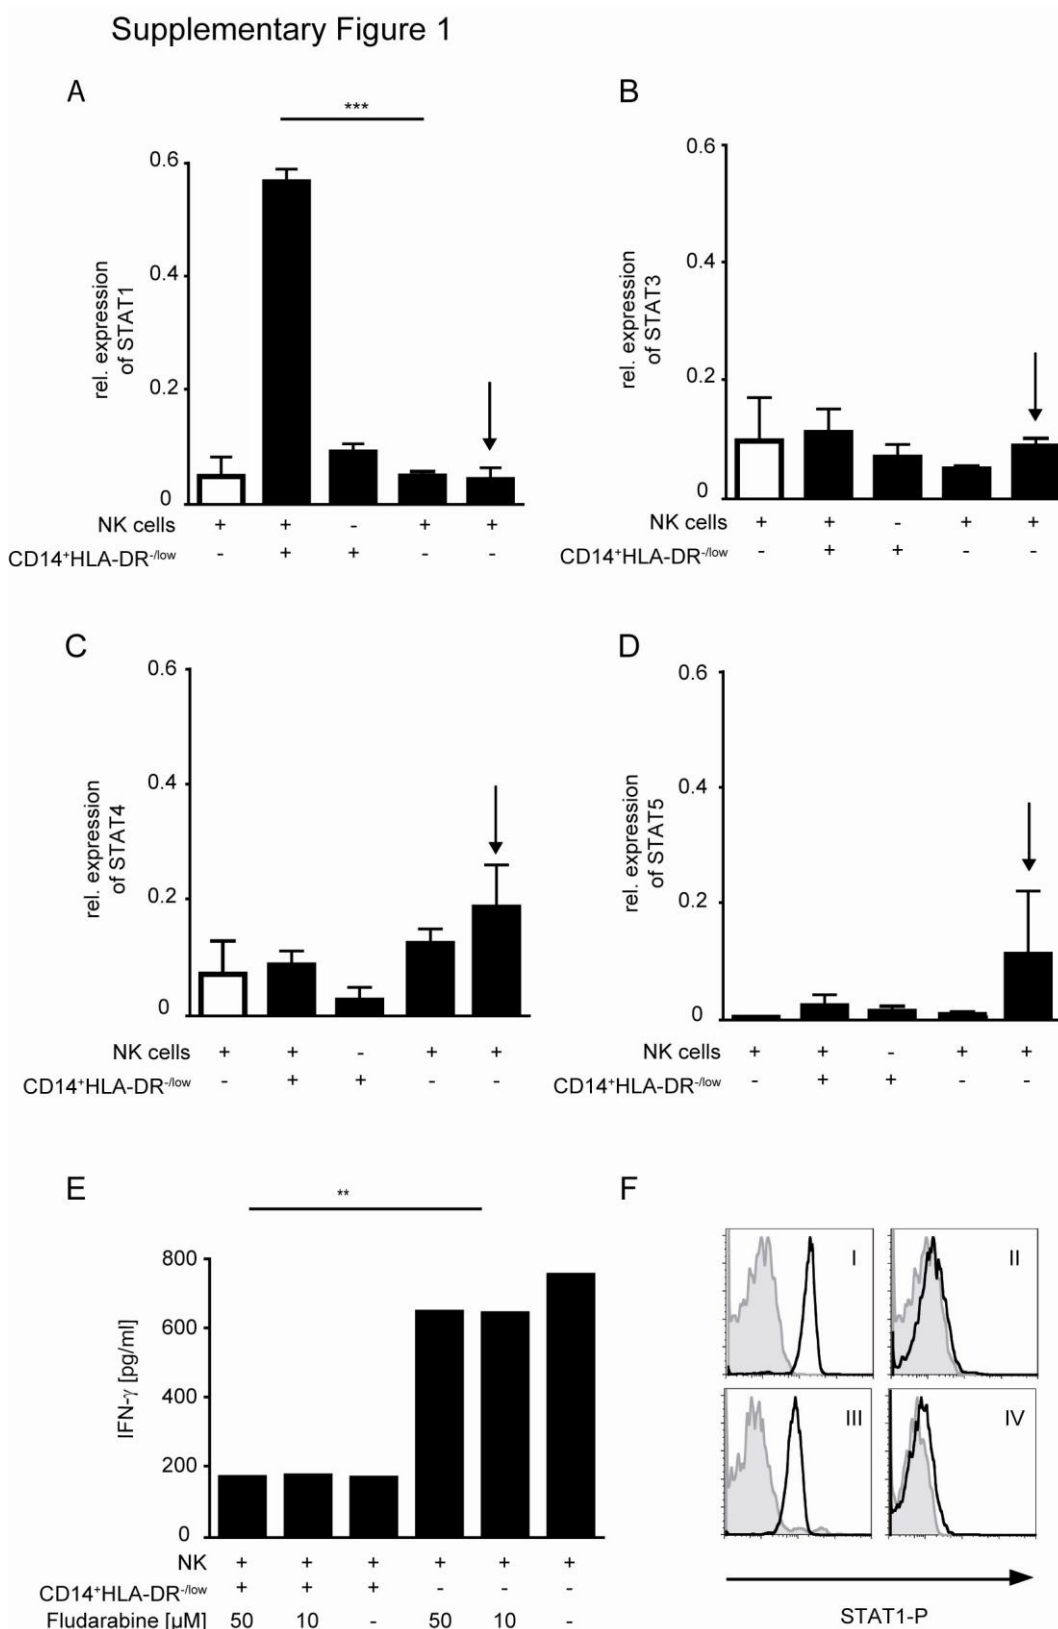 Supplementary Figure 1
A
***
rel. expression
of STAT1
0.6
0.4
0.2
0
NK cells + + - + +
CD14⁺HLA-DR⁻/ˡᵒʷ - + + - -
B
rel. expression
of STAT3
0.6
0.4
0.2
0
NK cells + + - + +
CD14⁺HLA-DR⁻/ˡᵒʷ - + + - -
C
rel. expression
of STAT4
0.6
0.4
0.2
0
NK cells + + - + +
CD14⁺HLA-DR⁻/ˡᵒʷ - + + - -
D
rel. expression
of STAT5
0.6
0.4
0.2
0
NK cells + + - + +
CD14⁺HLA-DR⁻/ˡᵒʷ - + + - -
E
**
IFN-γ [pg/ml]
800
600
400
200
0
NK + + + + + +
CD14⁺HLA-DR⁻/ˡᵒʷ + + + - - -
Fludarabine [µM] 50 10 - 50 10 -
F
I
II
III
IV
STAT1-P